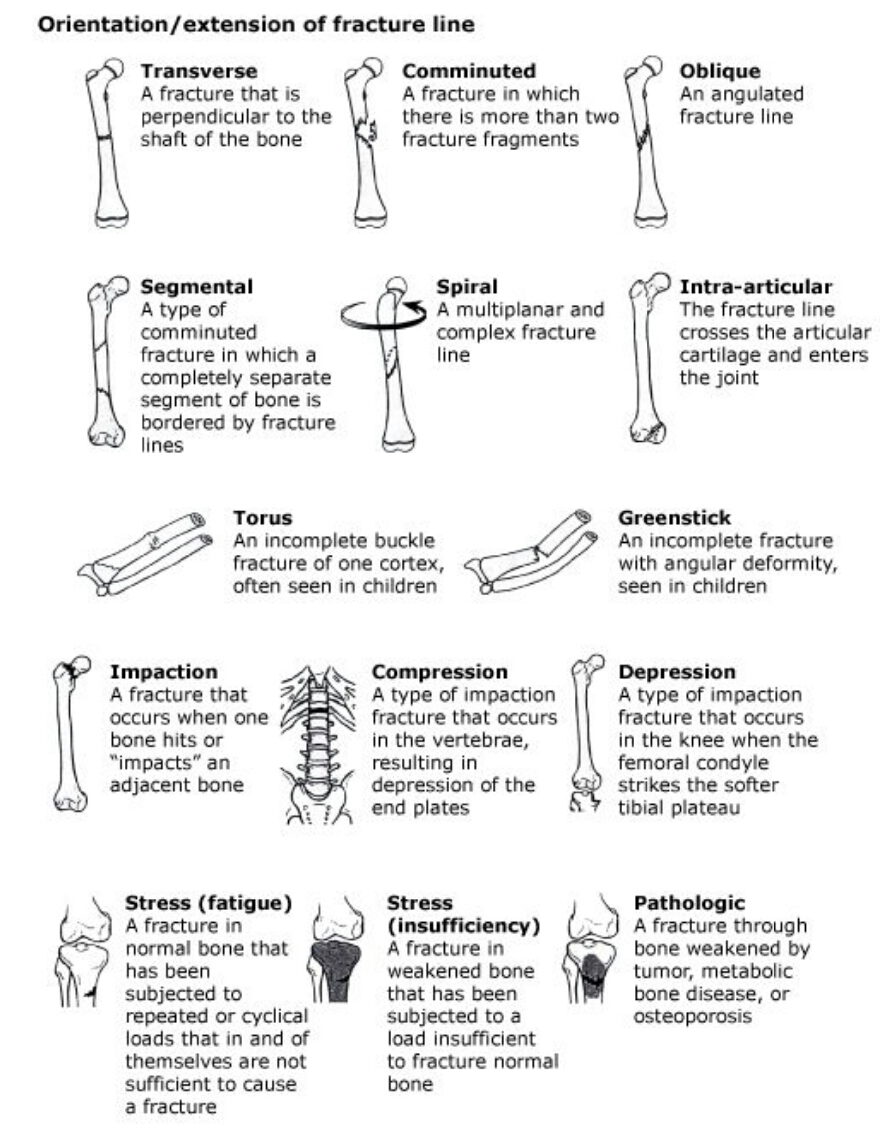 Orientation/extension of fracture line
Transverse
A fracture that is
perpendicular to the
shaft of the bone
Comminuted
A fracture in which
there is more than two
fracture fragments
Oblique
An angulated
fracture line
Segmental
A type of
comminuted
fracture in which a
completely separate
segment of bone is
bordered by fracture
lines
Spiral
A multiplanar and
complex fracture
line
Intra-articular
The fracture line
crosses the articular
cartilage and enters
the joint
Torus
An incomplete buckle
fracture of one cortex,
often seen in children
Greenstick
An incomplete fracture
with angular deformity,
seen in children
Impaction
A fracture that
occurs when one
bone hits or
"impacts" an
adjacent bone
Compression
A type of impaction
fracture that occurs
in the vertebrae,
resulting in
depression of the
end plates
Depression
A type of impaction
fracture that occurs
in the knee when the
femoral condyle
strikes the softer
tibial plateau
Stress (fatigue)
A fracture in
normal bone that
has been
subjected to
repeated or cyclical
loads that in and of
themselves are not
sufficient to cause
a fracture
Stress
(insufficiency)
A fracture in
weakened bone
that has been
subjected to a
load insufficient
to fracture normal
bone
Pathologic
A fracture through
bone weakened by
tumor, metabolic
bone disease, or
osteoporosis